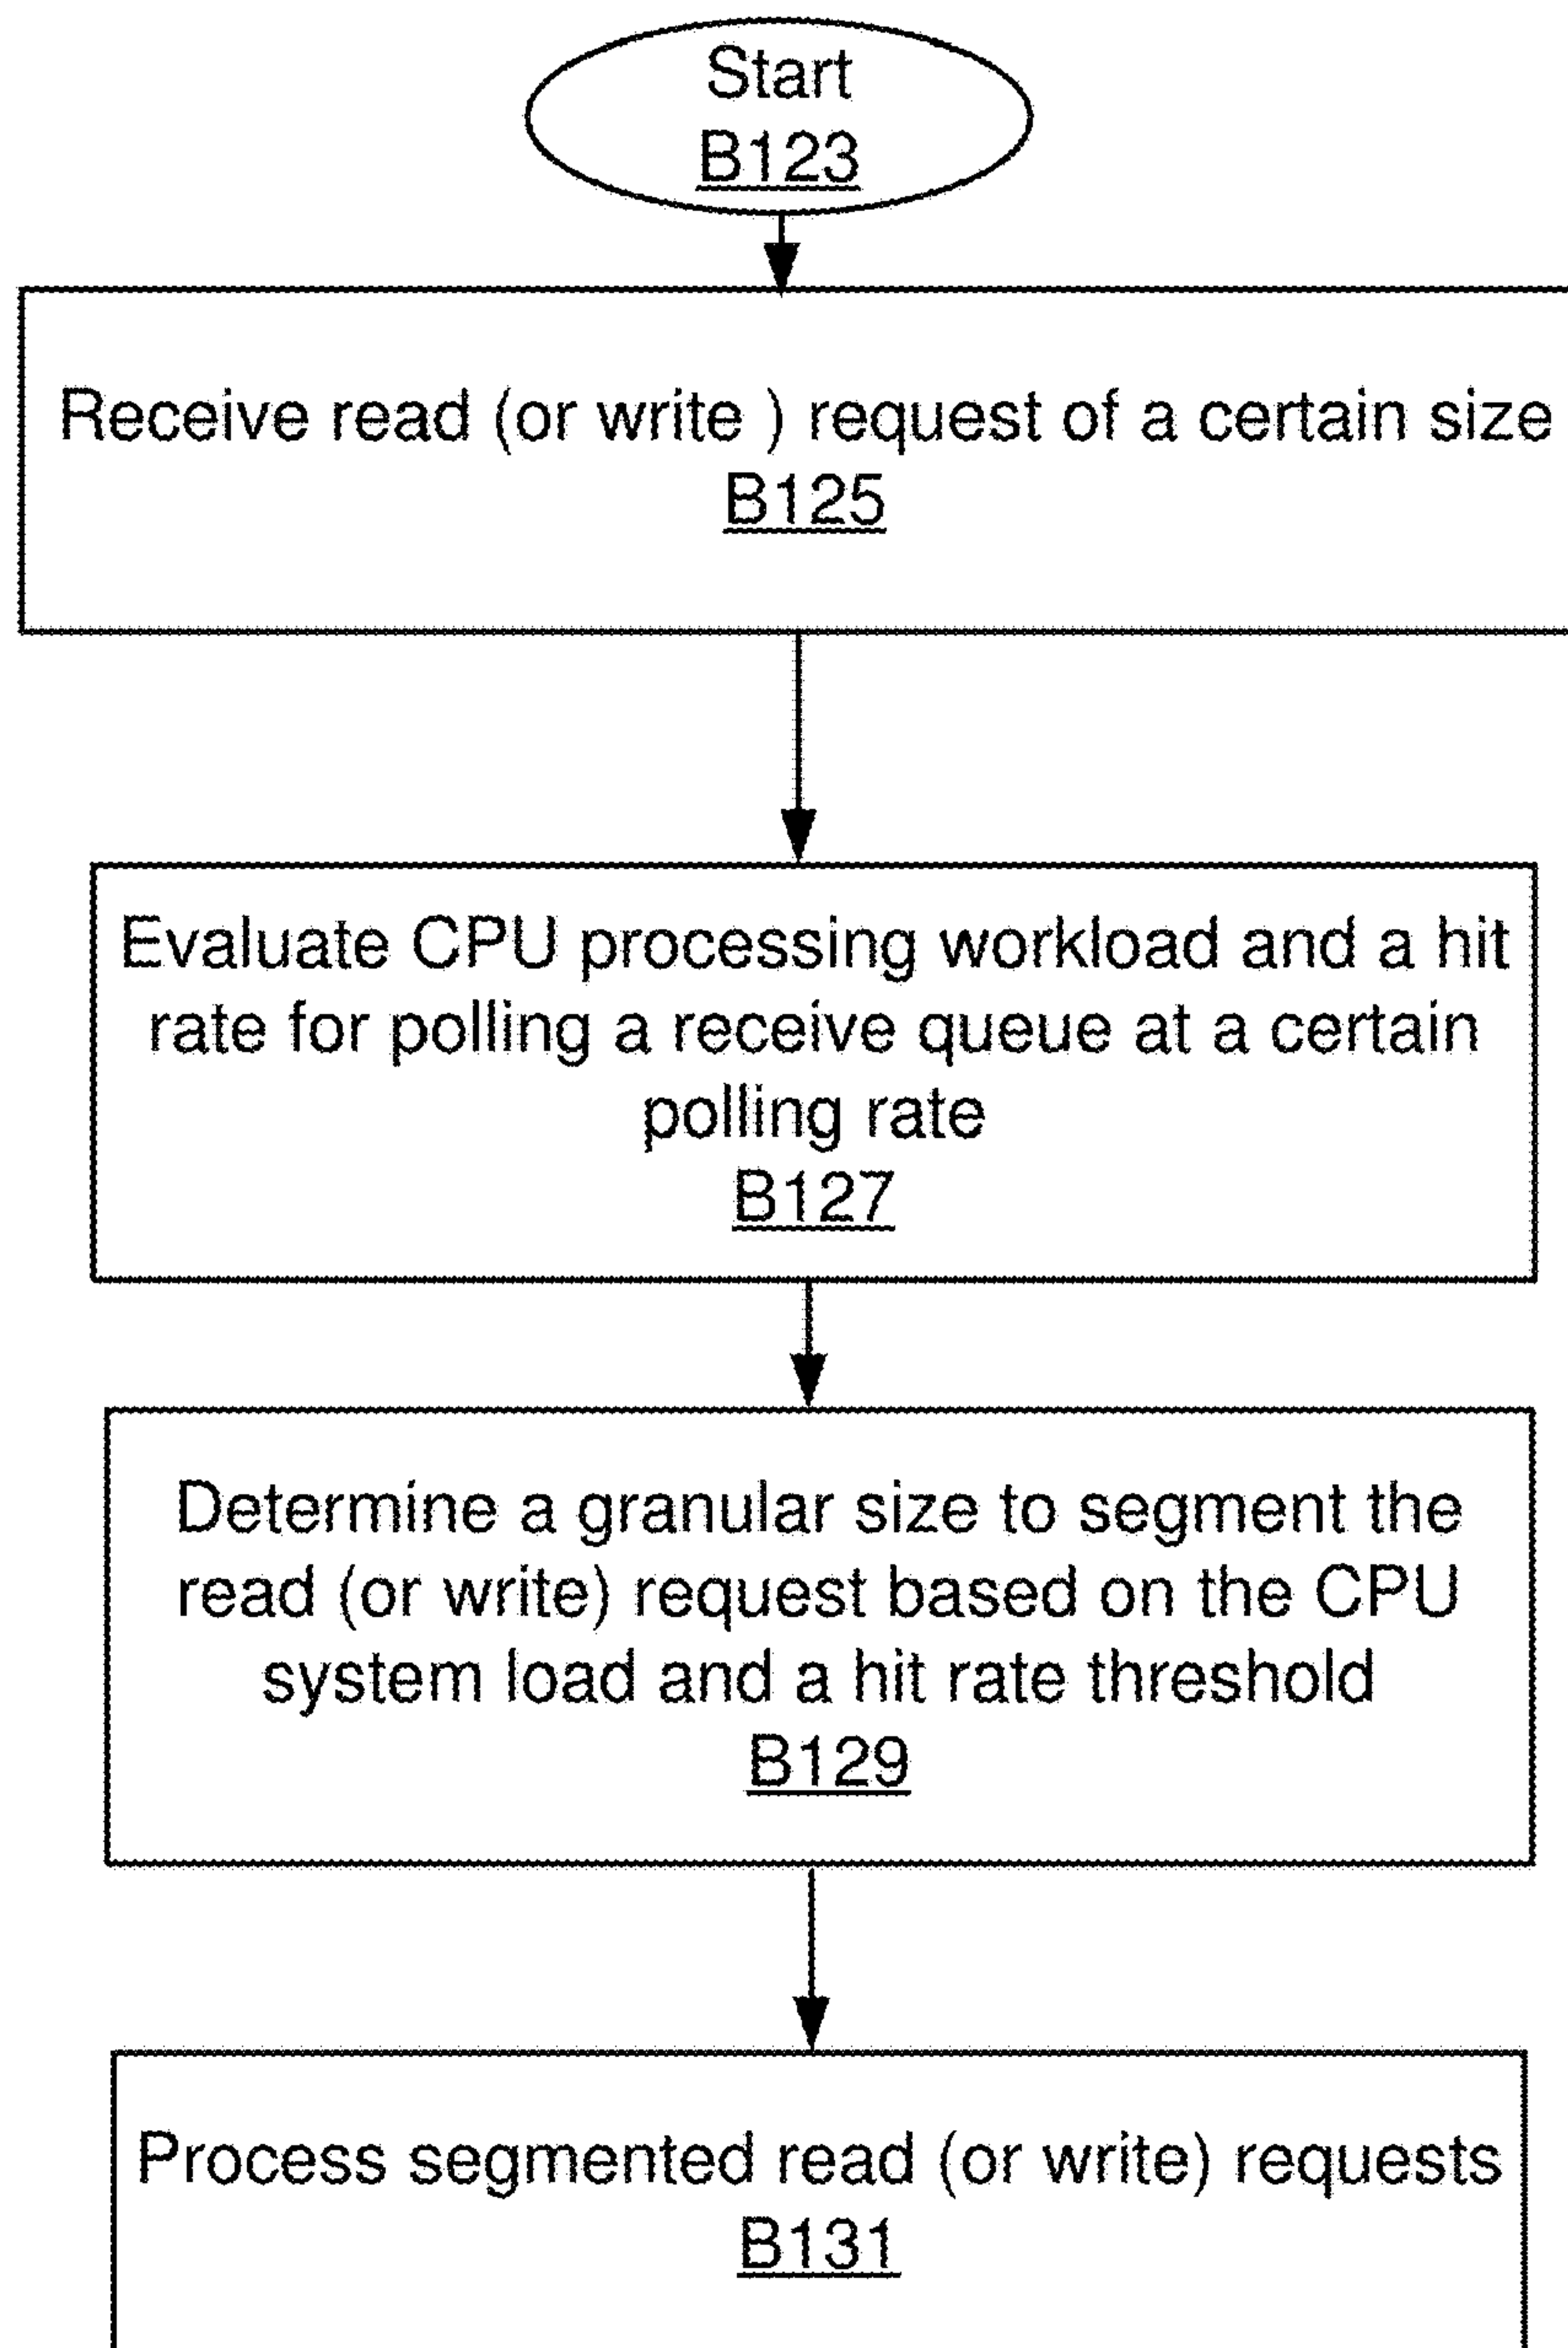 Start
B123
Receive read (or write ) request of a certain size
B125
Evaluate CPU processing workload and a hit
rate for polling a receive queue at a certain
polling rate
B127
Determine a granular size to segment the
read (or write) request based on the CPU
system load and a hit rate threshold
B129
Process segmented read (or write) requests
B131